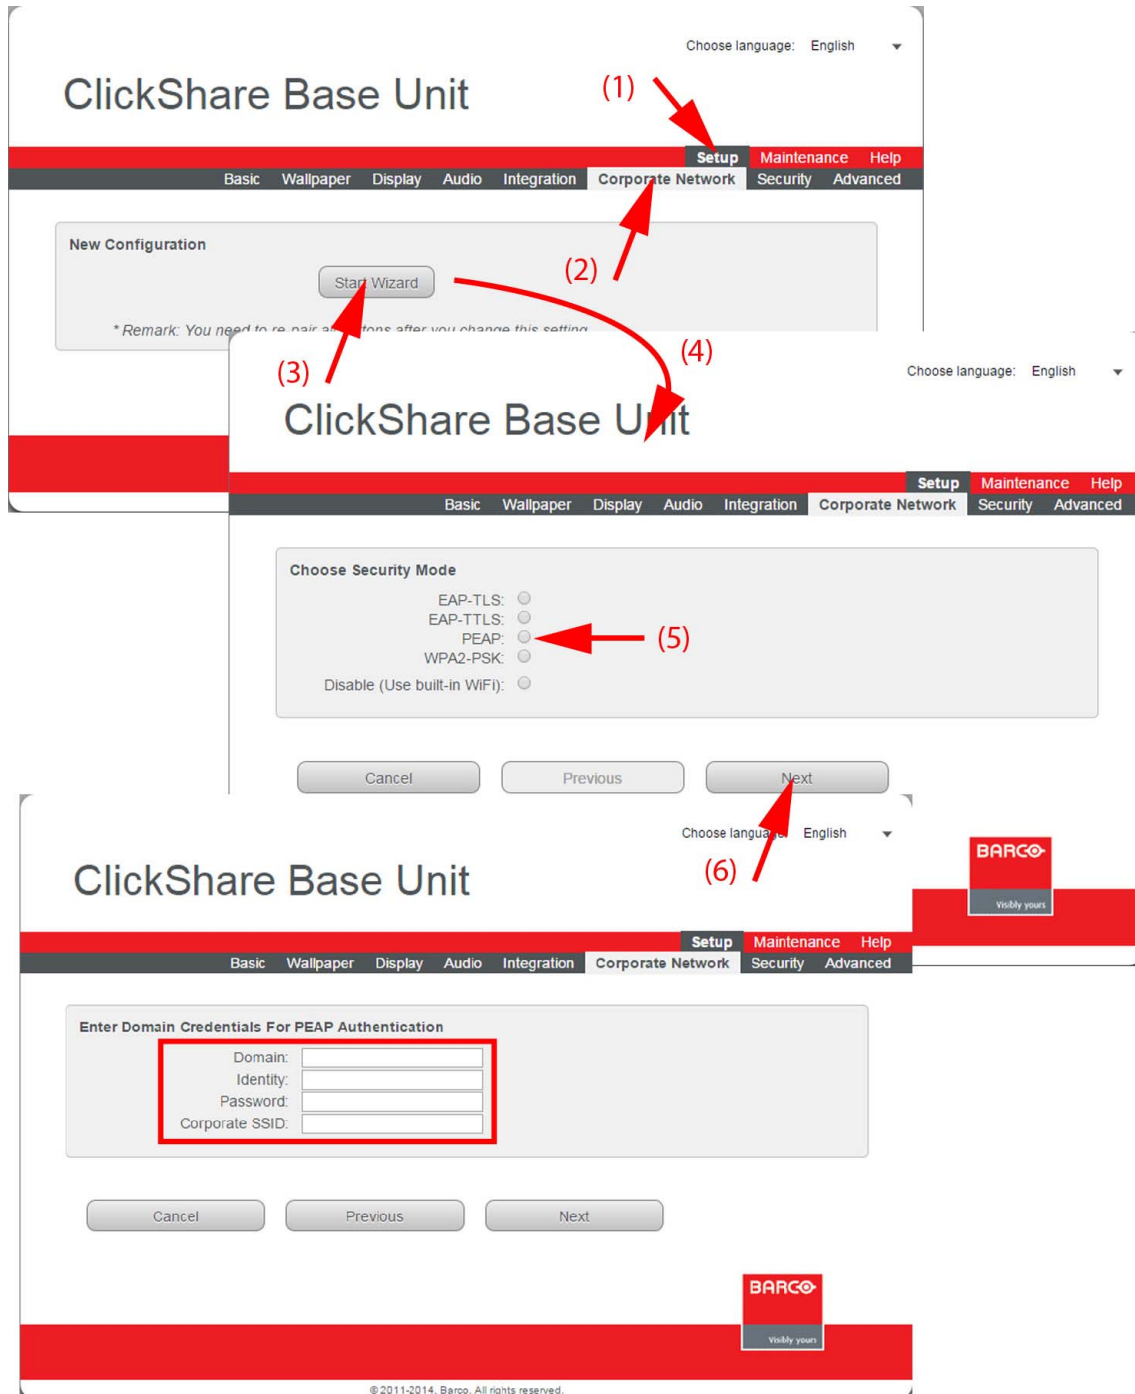 Choose language: English
(1)
ClickShare Base Unit
Setup Maintenance Help
Basic Wallpaper Display Audio Integration Corporate Network Security Advanced
New Configuration
(2)
Start Wizard
* Remark: You need to re-pair all buttons after you change this setting
(3)
(4)
Choose language: English
ClickShare Base Unit
Setup Maintenance Help
Basic Wallpaper Display Audio Integration Corporate Network Security Advanced
Choose Security Mode
EAP-TLS:
EAP-TTLS:
PEAP:
(5)
WPA2-PSK:
Disable (Use built-in WiFi):
Cancel Previous Next
Choose language: English
(6)
ClickShare Base Unit
BARCO
Visibly yours
Setup Maintenance Help
Basic Wallpaper Display Audio Integration Corporate Network Security Advanced
Enter Domain Credentials For PEAP Authentication
Domain:
Identity:
Password:
Corporate SSID:
Cancel Previous Next
BARCO
Visibly yours
© 2011-2014, Barco. All rights reserved.